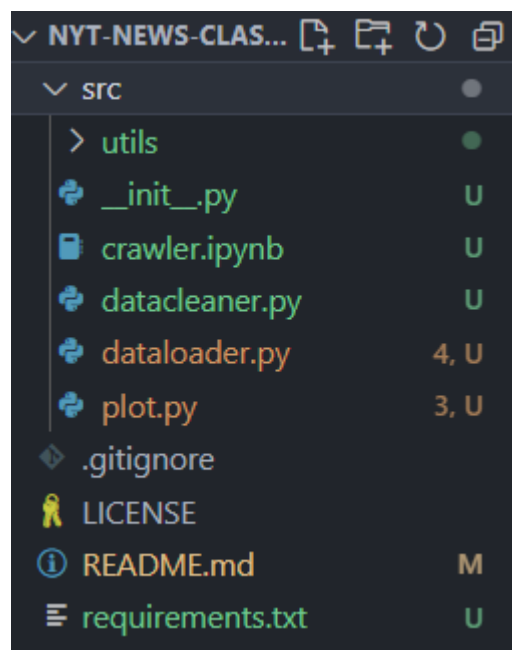 NYT-NEWS-CLAS...
src
utils
__init__.py U
crawler.ipynb U
datacleaner.py U
dataloader.py 4, U
plot.py 3, U
.gitignore
LICENSE
README.md M
requirements.txt U